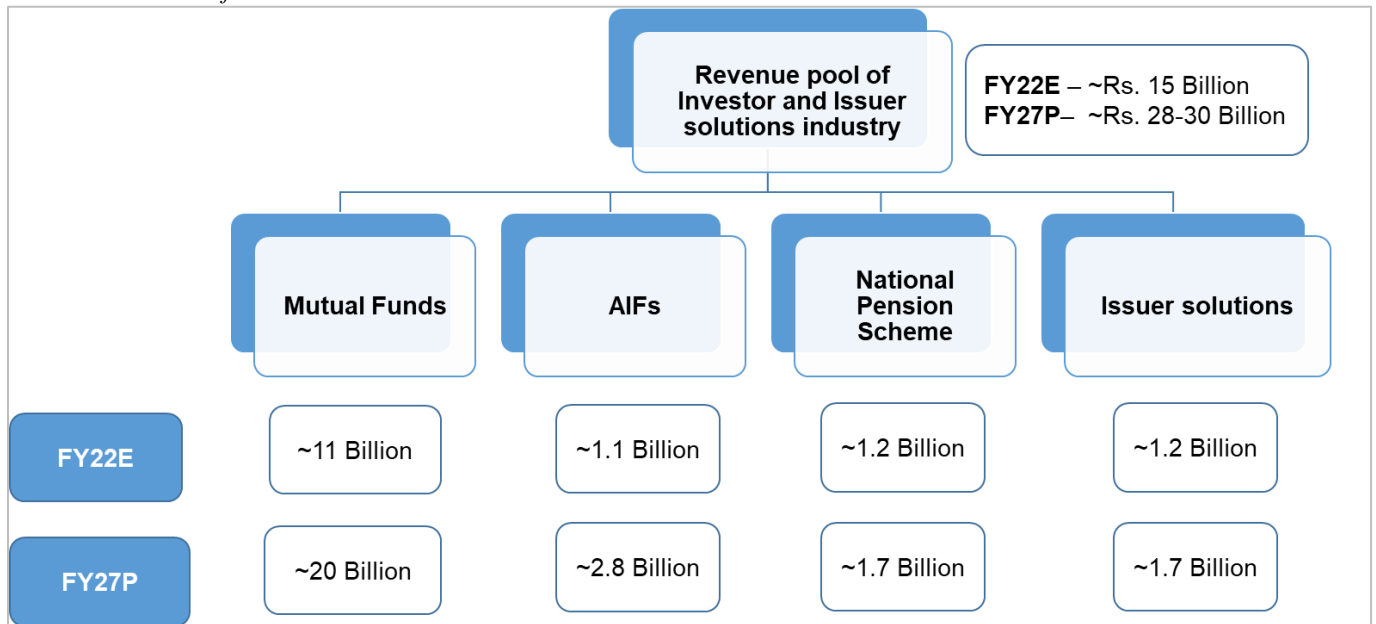 Revenue pool of
Investor and Issuer
solutions industry
FY22E – ~Rs. 15 Billion
FY27P– ~Rs. 28-30 Billion
Mutual Funds
AIFs
National
Pension
Scheme
Issuer solutions
FY22E
~11 Billion
~1.1 Billion
~1.2 Billion
~1.2 Billion
FY27P
~20 Billion
~2.8 Billion
~1.7 Billion
~1.7 Billion